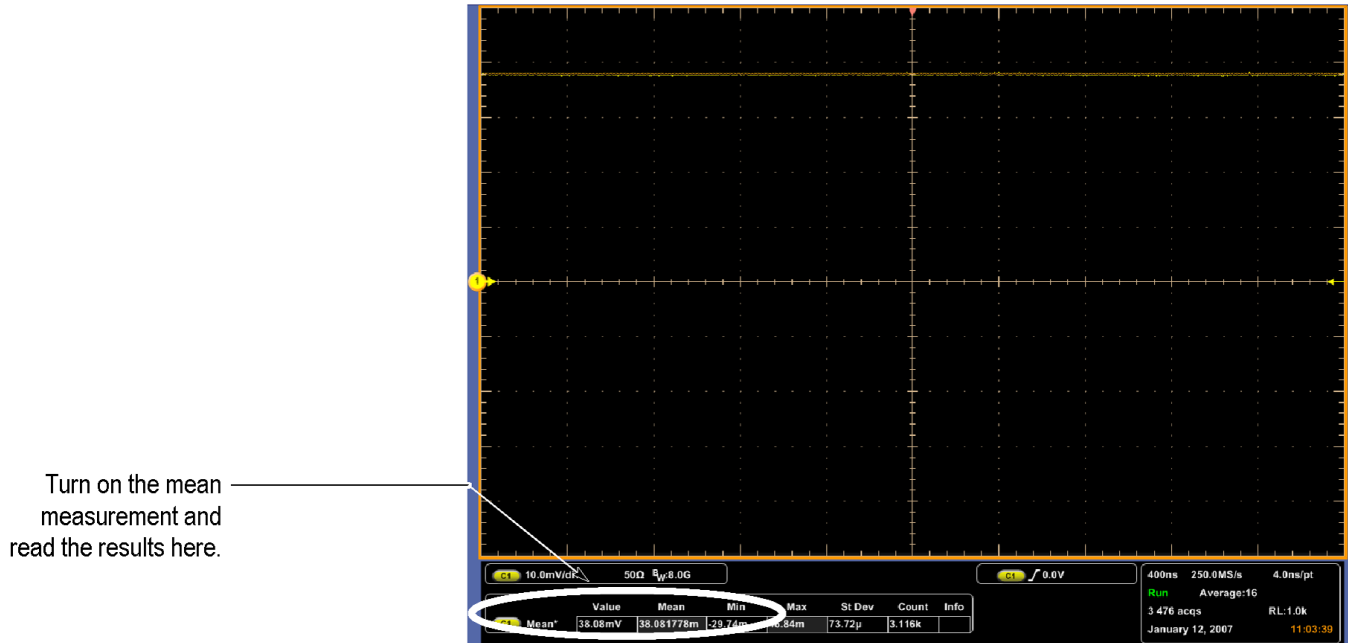 Turn on the mean
measurement and
read the results here.
1
C1 10.0mV/div 50Ω BW:8.0G
C1 0.0V
400ns 250.0MS/s 4.0ns/pt
Run Average:16
3 476 acqs RL:1.0k
January 12, 2007 11:03:39
Value Mean Min Max St Dev Count Info
C1 Mean* 38.08mV 38.081778m -29.74m 73.72µ 3.116k